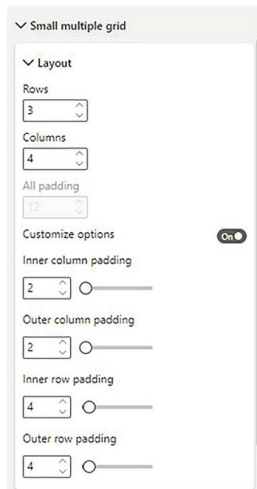 Small multiple grid
Layout
Rows
3
Columns
4
All padding
12
Customize options On
Inner column padding
2
Outer column padding
2
Inner row padding
4
Outer row padding
4